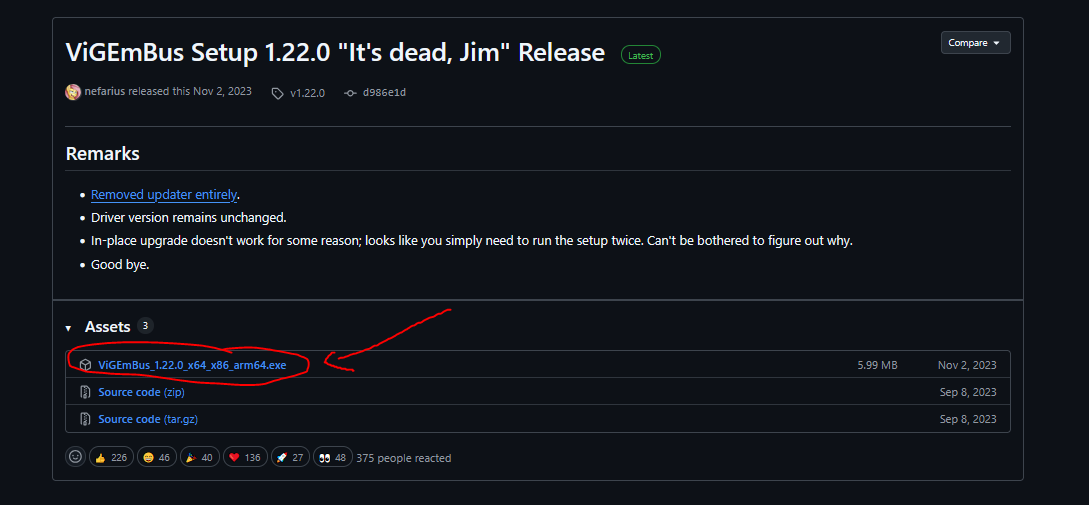 ViGEmBus Setup 1.22.0 "It's dead, Jim" Release Latest Compare
nefarius released this Nov 2, 2023 v1.22.0 d986e1d
Remarks
Removed updater entirely.
Driver version remains unchanged.
In-place upgrade doesn't work for some reason; looks like you simply need to run the setup twice. Can't be bothered to figure out why.
Good bye.
Assets 3
ViGEmBus_1.22.0_x64_x86_arm64.exe 5.99 MB Nov 2, 2023
Source code (zip) Sep 8, 2023
Source code (tar.gz) Sep 8, 2023
226 46 40 136 27 48 375 people reacted